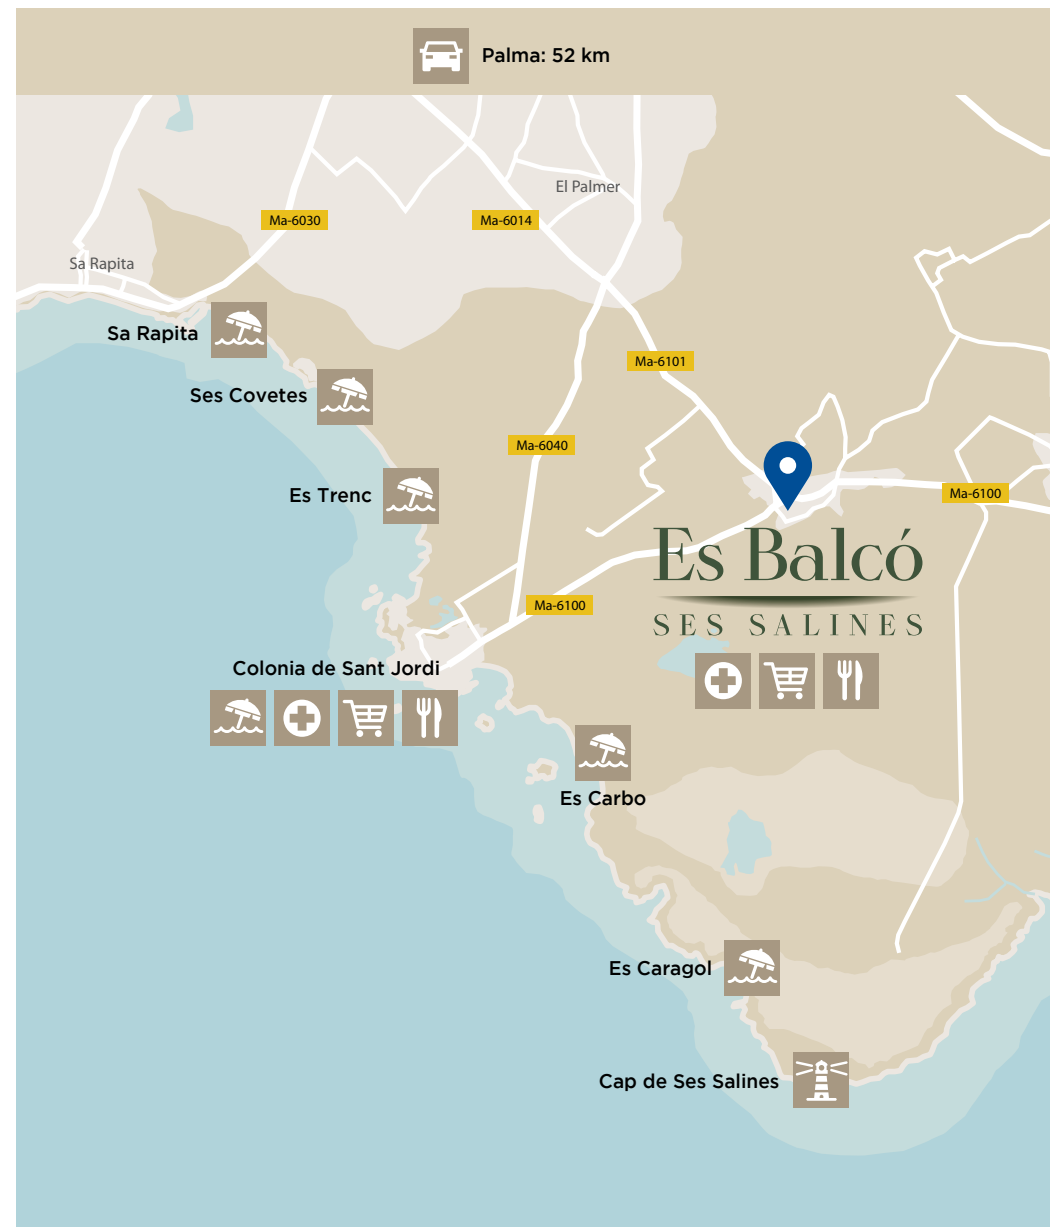 Palma: 52 km
El Palmer
Ma-6030
Ma-6014
Sa Rapita
Sa Rapita
Ma-6101
Ses Covetes
Ma-6040
Es Trenc
Ma-6100
Es Balcó
SES SALINES
Ma-6100
Colonia de Sant Jordi
Es Carbo
Es Caragol
Cap de Ses Salines